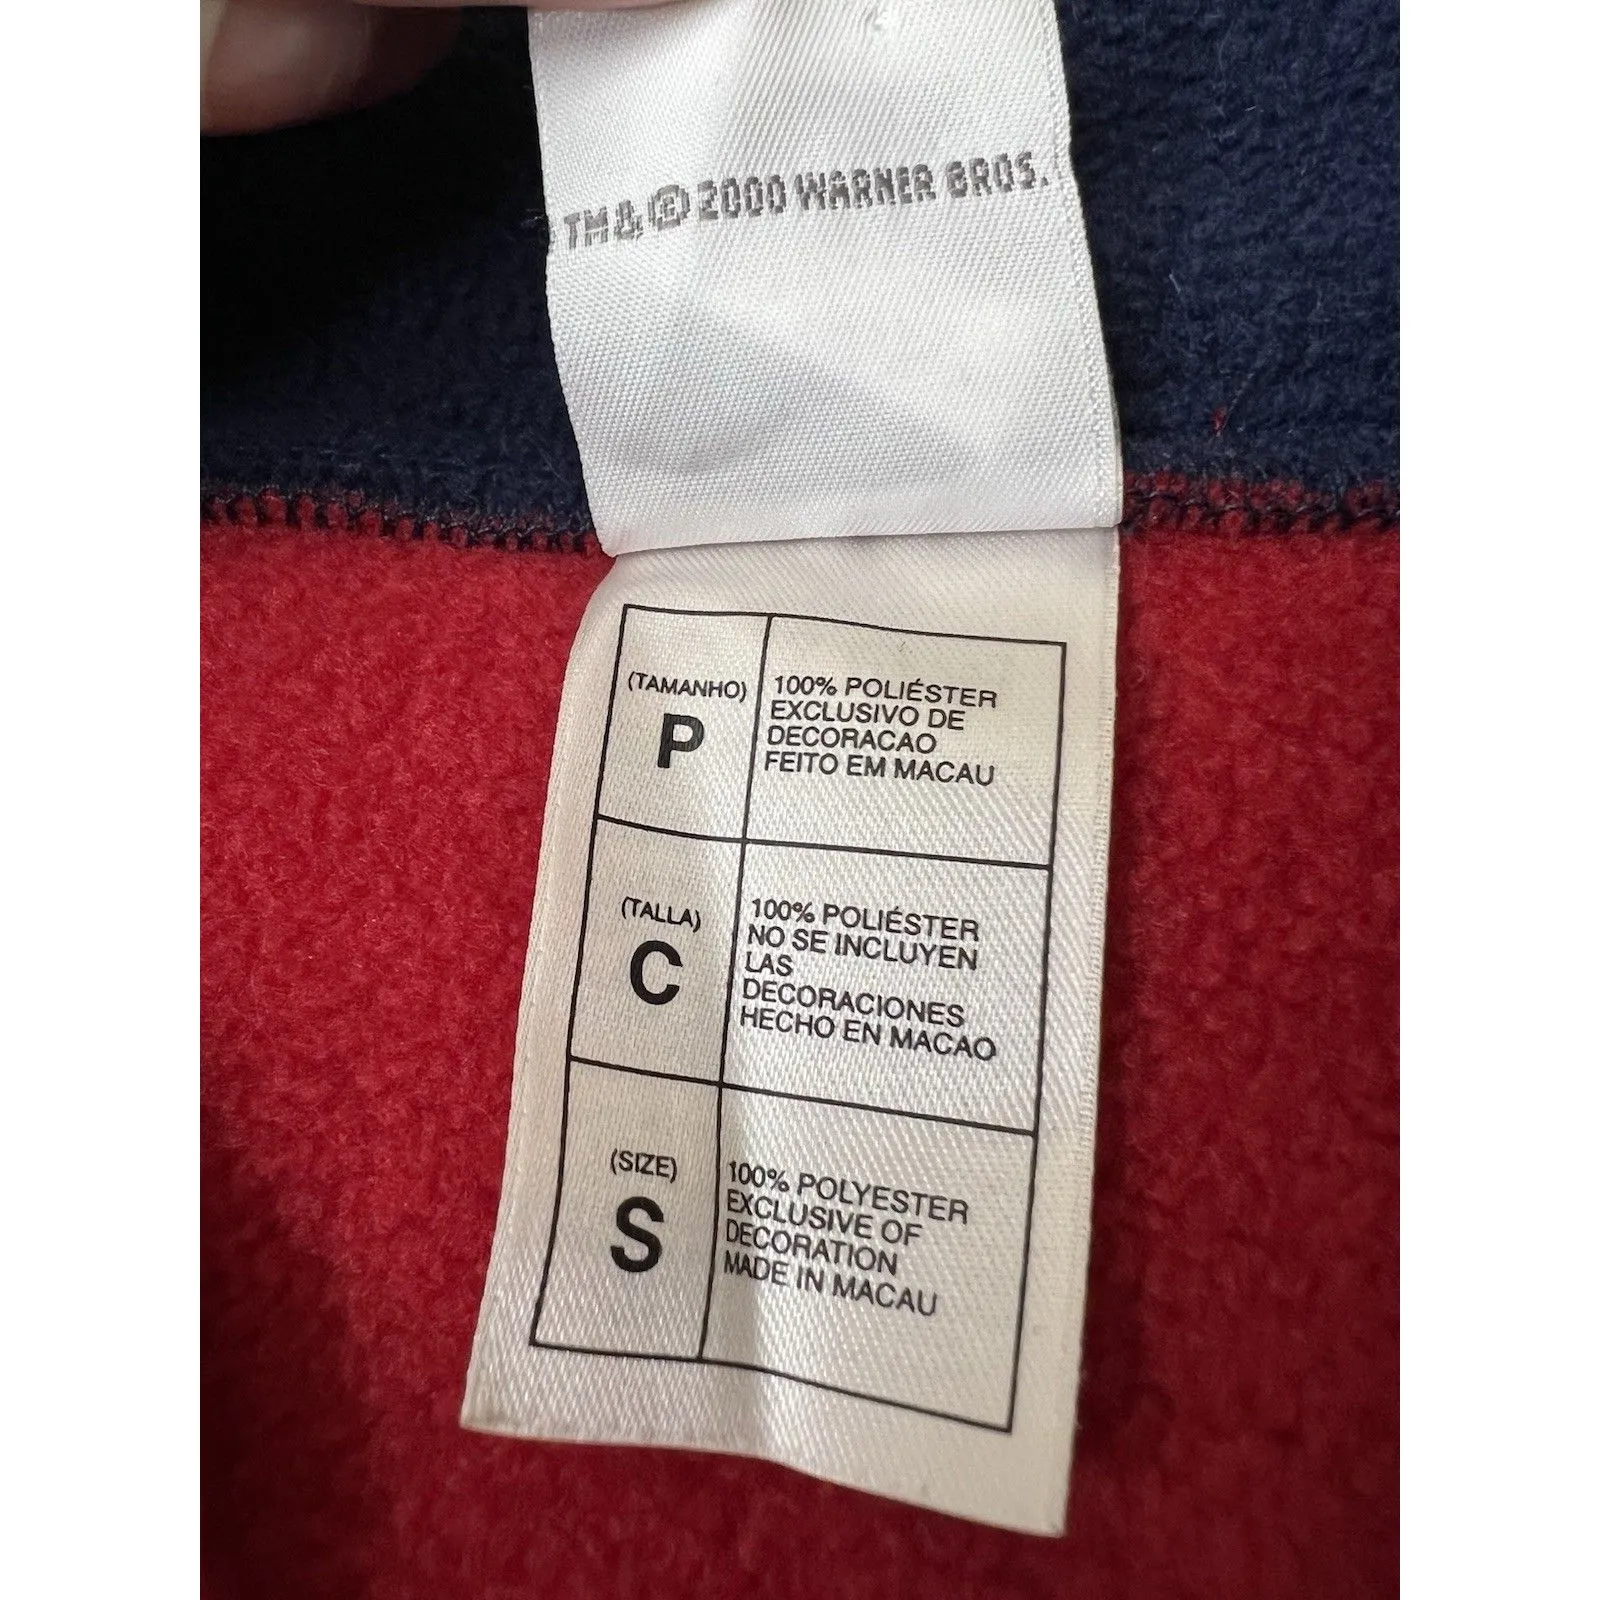 TM & © 2000 WARNER BROS.
(TAMANHO)
P
100% POLIÉSTER
EXCLUSIVO DE
DECORACAO
FEITO EM MACAU
(TALLA)
C
100% POLIÉSTER
NO SE INCLUYEN
LAS
DECORACIONES
HECHO EN MACAO
(SIZE)
S
100% POLYESTER
EXCLUSIVE OF
DECORATION
MADE IN MACAU